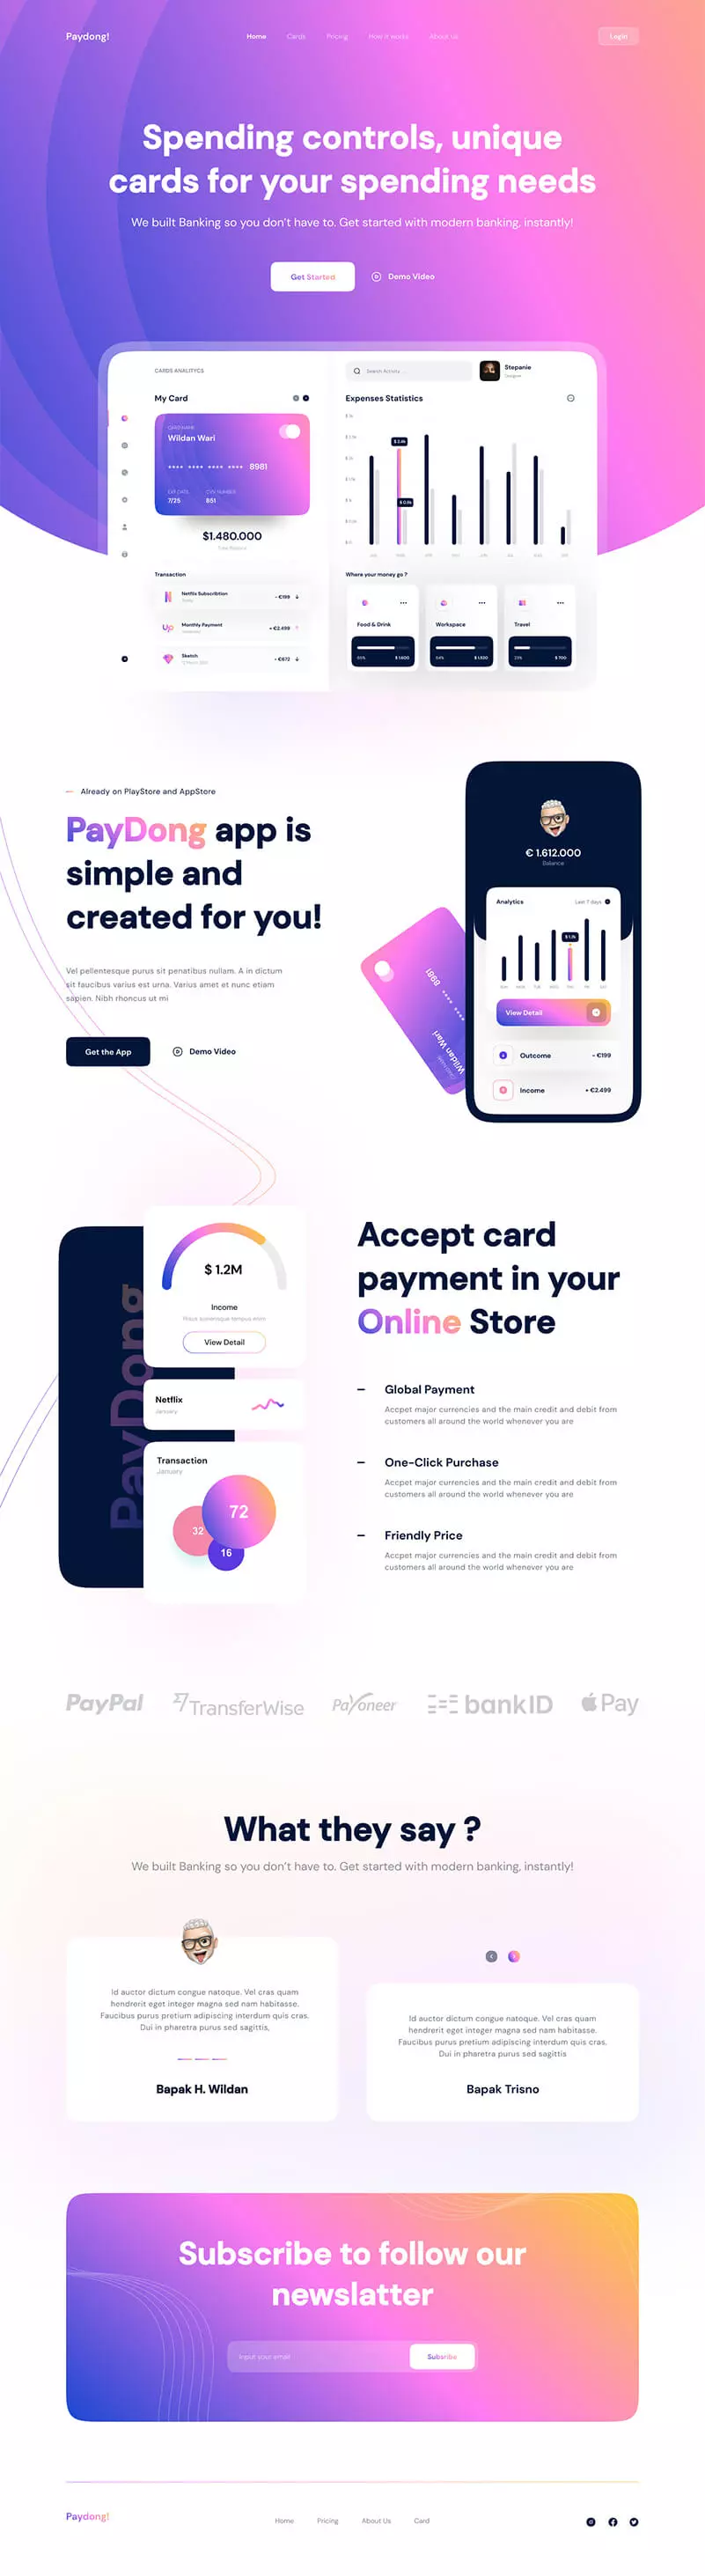 Paydong!
Home
Cards
Pricing
How it works
About us
Login
Spending controls, unique
cards for your spending needs
We built Banking so you don't have to. Get started with modern banking, instantly!
Get Started
Demo Video
CARDS ANALITYCS
Search Activity ...
Stepanie
Designer
My Card
Wildan Wari
**** **** **** **** 8981
EXP DATE
CVV NUMBER
7/25
851
$1.480.000
Total Balance
Transaction
Netflix Subscribtion
- €199
Monthly Payment
+ €2.499
Sketch
- €872
Expenses Statistics
Where your money go ?
Food & Drink
Workspace
Travel
Already on PlayStore and AppStore
PayDong app is
simple and
created for you!
Vel pellentesque purus sit penatibus nullam. A in dictum
sit faucibus varius est urna. Varius amet et nunc etiam
sapien. Nibh rhoncus ut mi
Get the App
Demo Video
8981 ****
Wildan Wari
€ 1.612.000
Balance
Analytics
Last 7 days
View Detail
Outcome
- €199
Income
+ €2.499
PayDong
$ 1.2M
Income
View Detail
Netflix
January
Transaction
January
72
32
16
Accept card
payment in your
Online Store
Global Payment
Accpet major currencies and the main credit and debit from
customers all around the world whenever you are
One-Click Purchase
Accpet major currencies and the main credit and debit from
customers all around the world whenever you are
Friendly Price
Accpet major currencies and the main credit and debit from
customers all around the world whenever you are
PayPal
TransferWise
Payoneer
bankID
Pay
What they say ?
We built Banking so you don't have to. Get started with modern banking, instantly!
Id auctor dictum congue natoque. Vel cras quam
hendrerit eget integer magna sed nam habitasse.
Faucibus purus pretium adipiscing interdum quis cras.
Dui in pharetra purus sed sagittis,
Bapak H. Wildan
Id auctor dictum congue natoque. Vel cras quam
hendrerit eget integer magna sed nam habitasse.
Faucibus purus pretium adipiscing interdum quis cras.
Dui in pharetra purus sed sagittis
Bapak Trisno
Subscribe to follow our
newslatter
Input your email
Subsribe
Paydong!
Home
Pricing
About Us
Card